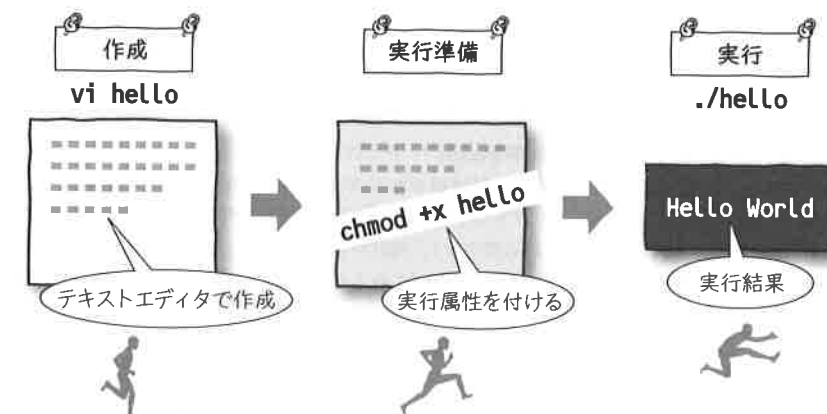 作成
vi hello
テキストエディタで作成
実行準備
chmod +x hello
実行属性を付ける
実行
./hello
Hello World
実行結果